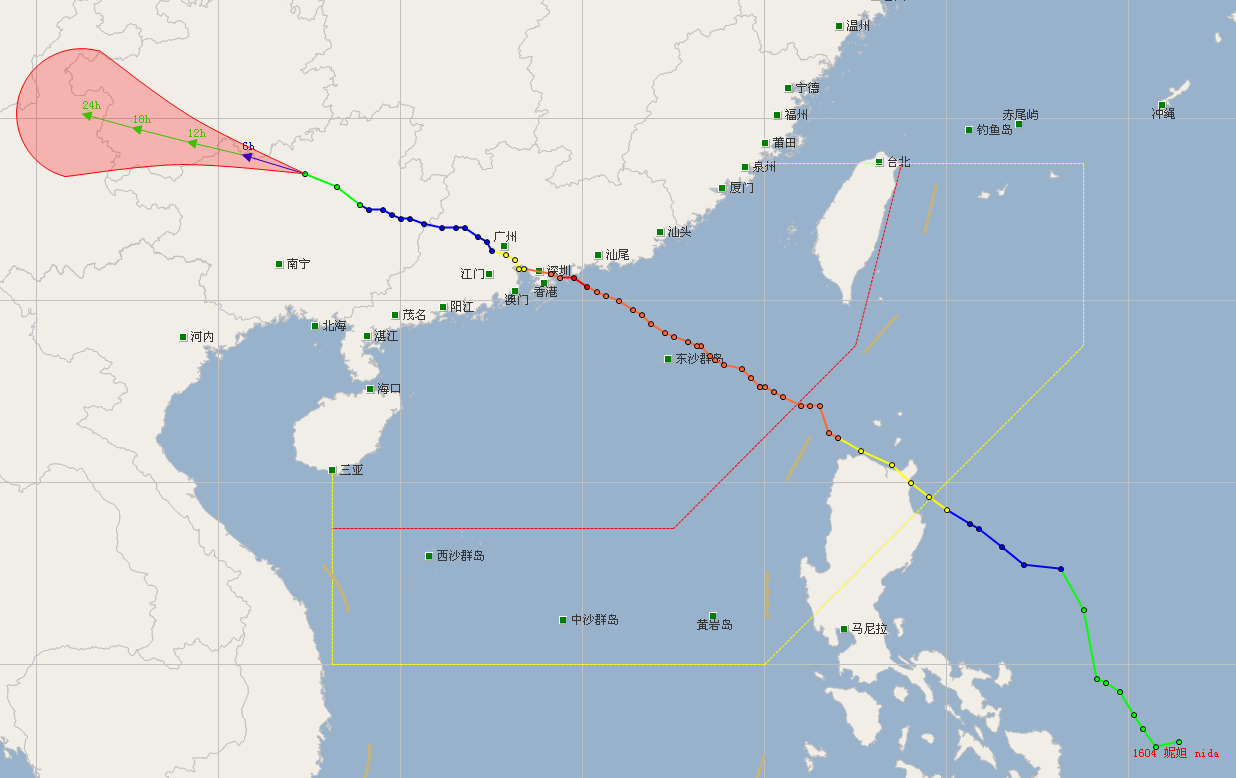 温州
宁德
24h
福州
赤尾屿
冲绳
18h
钓鱼岛
12h
莆田
6h
台北
泉州
厦门
汕头
广州
汕尾
南宁
深圳
江门
香港
澳门
阳江
茂名
北海
湛江
河内
东沙群岛
海口
三亚
西沙群岛
中沙群岛
黄岩岛
马尼拉
1604 妮妲 nida